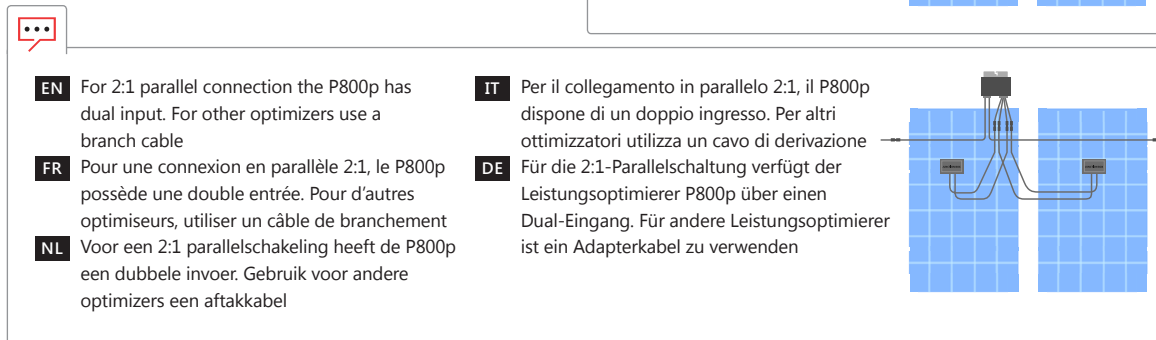 EN For 2:1 parallel connection the P800p has
dual input. For other optimizers use a
branch cable
FR Pour une connexion en parallèle 2:1, le P800p
possède une double entrée. Pour d'autres
optimiseurs, utiliser un câble de branchement
NL Voor een 2:1 parallelschakeling heeft de P800p
een dubbele invoer. Gebruik voor andere
optimizers een aftakkabel
IT Per il collegamento in parallelo 2:1, il P800p
dispone di un doppio ingresso. Per altri
ottimizzatori utilizza un cavo di derivazione
DE Für die 2:1-Parallelschaltung verfügt der
Leistungsoptimierer P800p über einen
Dual-Eingang. Für andere Leistungsoptimierer
ist ein Adapterkabel zu verwenden